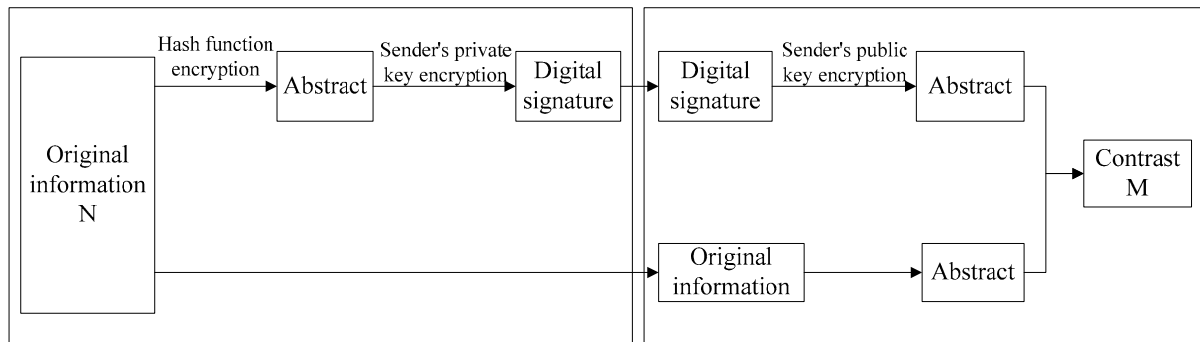 Original
information
N
Hash function
encryption
Abstract
Sender's private
key encryption
Digital
signature
Digital
signature
Sender's public
key encryption
Abstract
Original
information
Abstract
Contrast
M